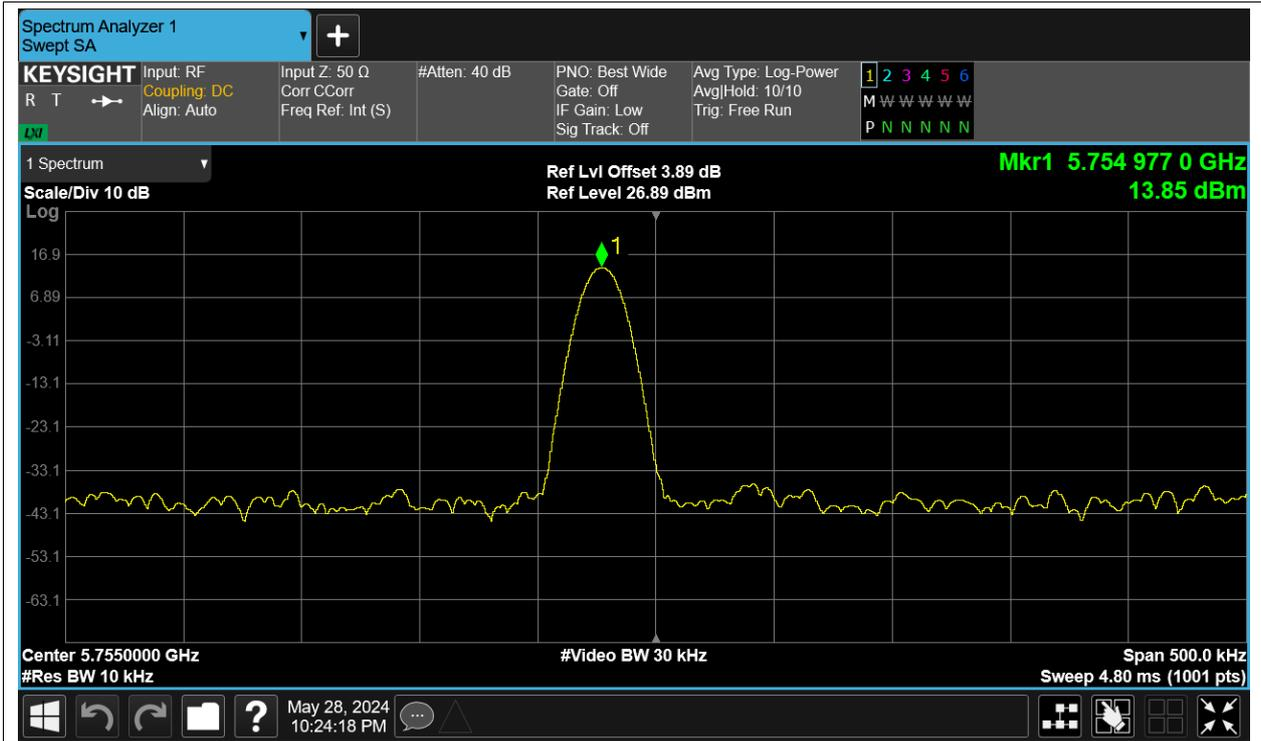 Spectrum Analyzer 1
Swept SA
+
KEYSIGHT
R T
LXI
Input: RF
Coupling: DC
Align: Auto
Input Z: 50 Ω
Corr CCorr
Freq Ref: Int (S)
#Atten: 40 dB
PNO: Best Wide
Gate: Off
IF Gain: Low
Sig Track: Off
Avg Type: Log-Power
Avg|Hold: 10/10
Trig: Free Run
1 2 3 4 5 6
M W W W W W W
P N N N N N
1 Spectrum
Scale/Div 10 dB
Ref Lvl Offset 3.89 dB
Ref Level 26.89 dBm
Mkr1 5.754 977 0 GHz
13.85 dBm
Log
1
16.9
6.89
-3.11
-13.1
-23.1
-33.1
-43.1
-53.1
-63.1
Center 5.7550000 GHz
#Video BW 30 kHz
Span 500.0 kHz
#Res BW 10 kHz
Sweep 4.80 ms (1001 pts)
?
May 28, 2024
10:24:18 PM